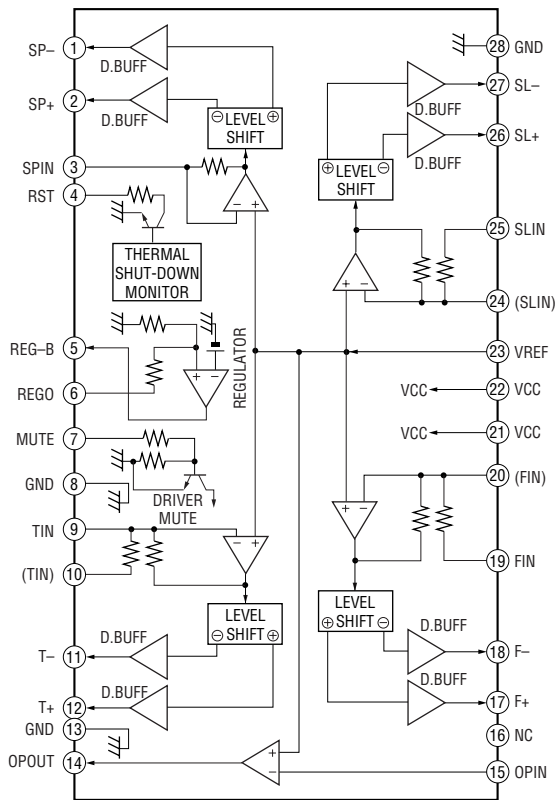 SP–
1
D.BUFF
SP+
2
D.BUFF
⊖ LEVEL ⊕
SHIFT
SPIN
3
RST
4
– +
THERMAL
SHUT-DOWN
MONITOR
REG–B
5
REGO
6
+ –
REGULATOR
MUTE
7
GND
8
DRIVER
MUTE
TIN
9
(TIN)
10
– +
LEVEL
⊖ SHIFT ⊕
T–
11
D.BUFF
T+
12
D.BUFF
GND
13
OPOUT
14
+
–
28
GND
27
SL–
D.BUFF
26
SL+
D.BUFF
⊕ LEVEL ⊖
SHIFT
25
SLIN
+ –
24
(SLIN)
23
VREF
VCC
22
VCC
VCC
21
VCC
20
(FIN)
+ –
19
FIN
LEVEL
⊕ SHIFT ⊖
D.BUFF
18
F–
D.BUFF
17
F+
16
NC
15
OPIN